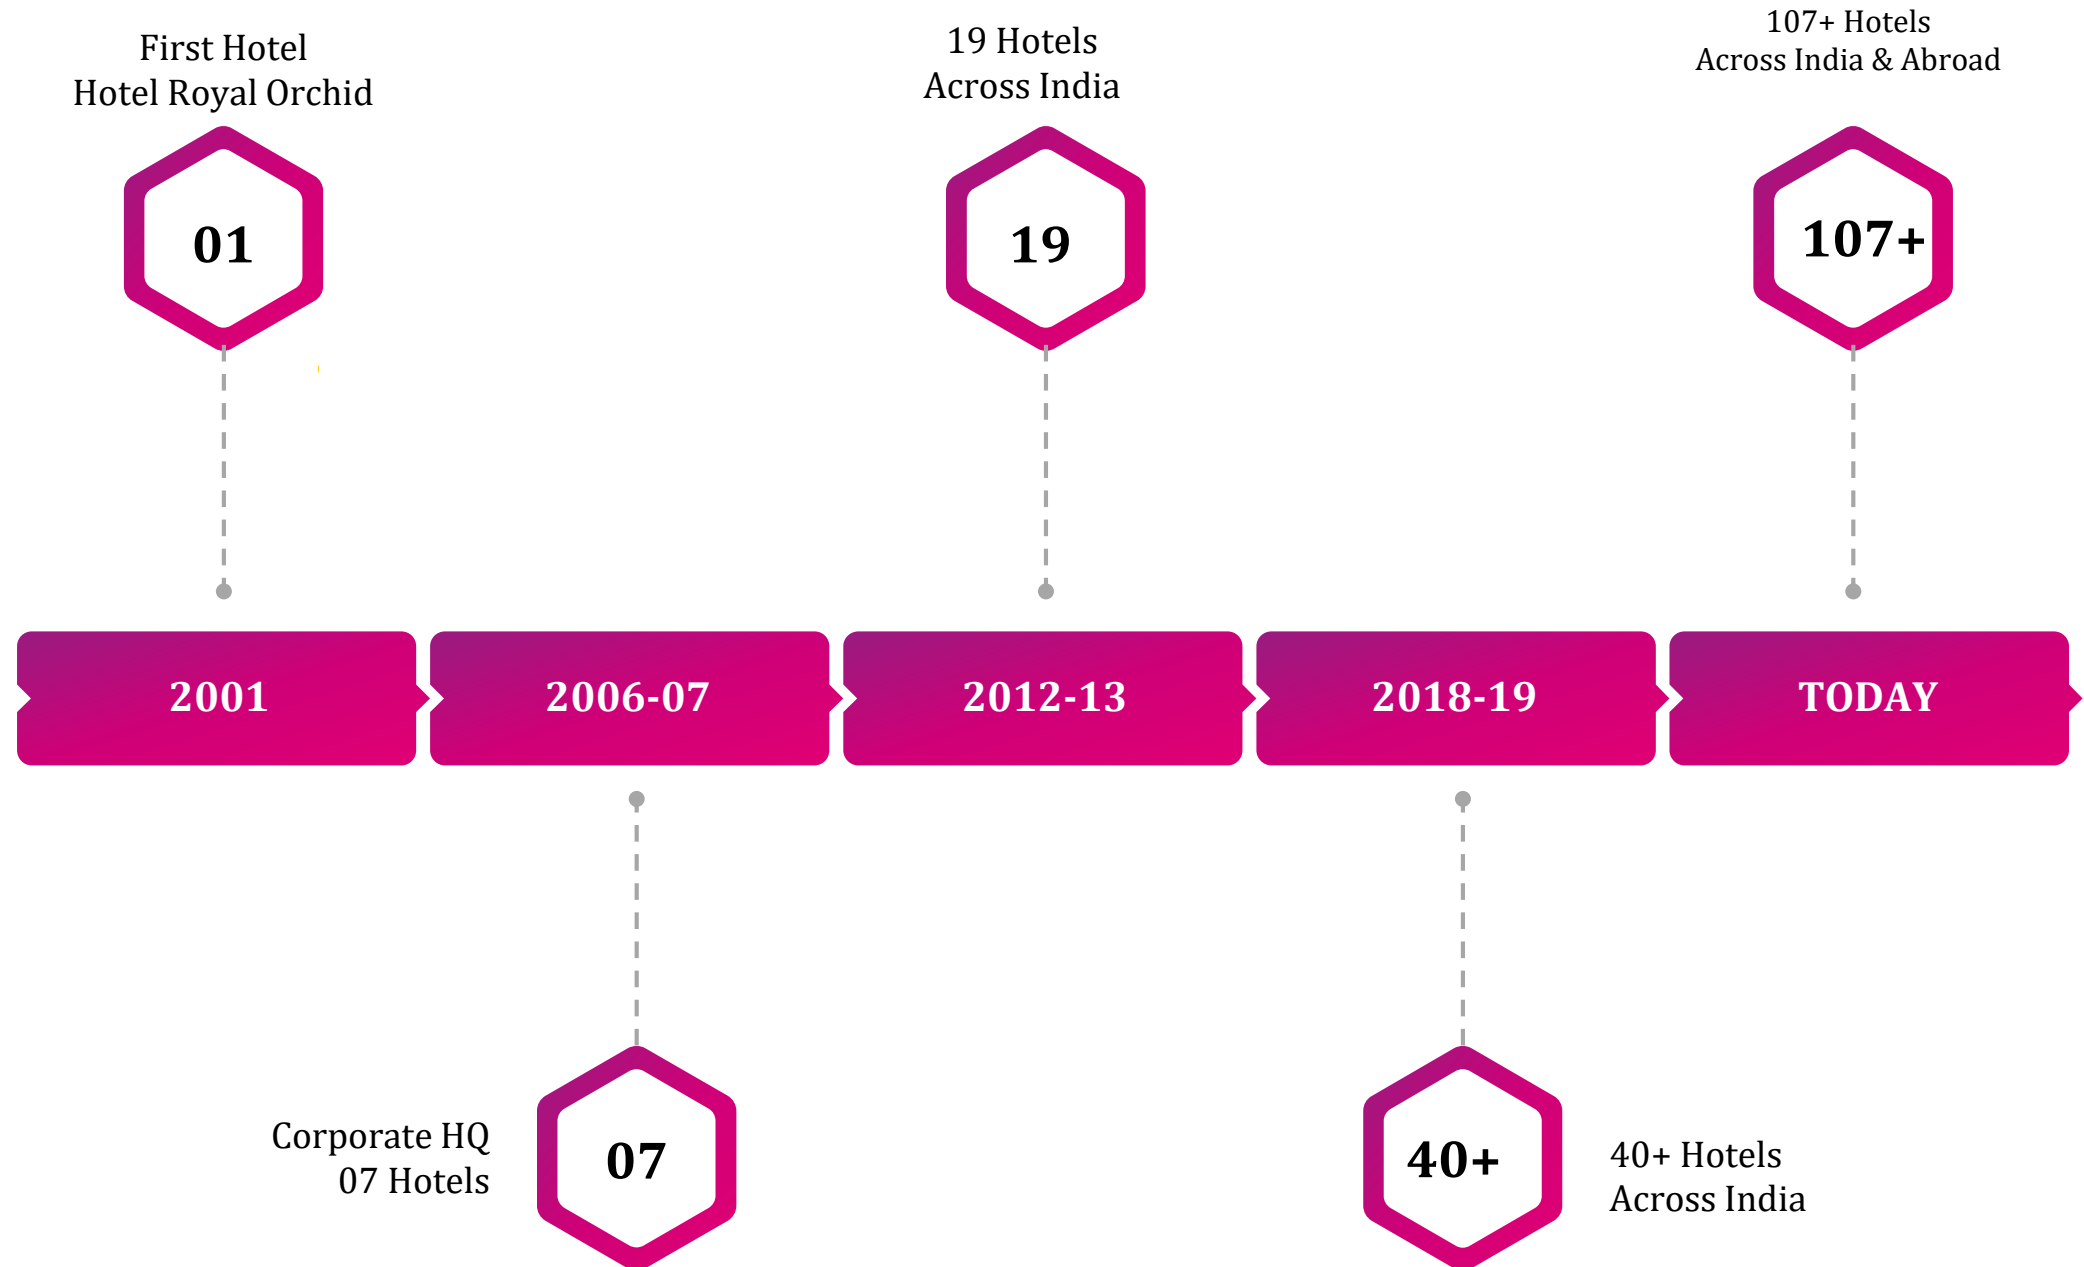 First Hotel
Hotel Royal Orchid
01
19 Hotels
Across India
19
107+ Hotels
Across India & Abroad
107+
2001
2006-07
2012-13
2018-19
TODAY
Corporate HQ
07 Hotels
07
40+
40+ Hotels
Across India